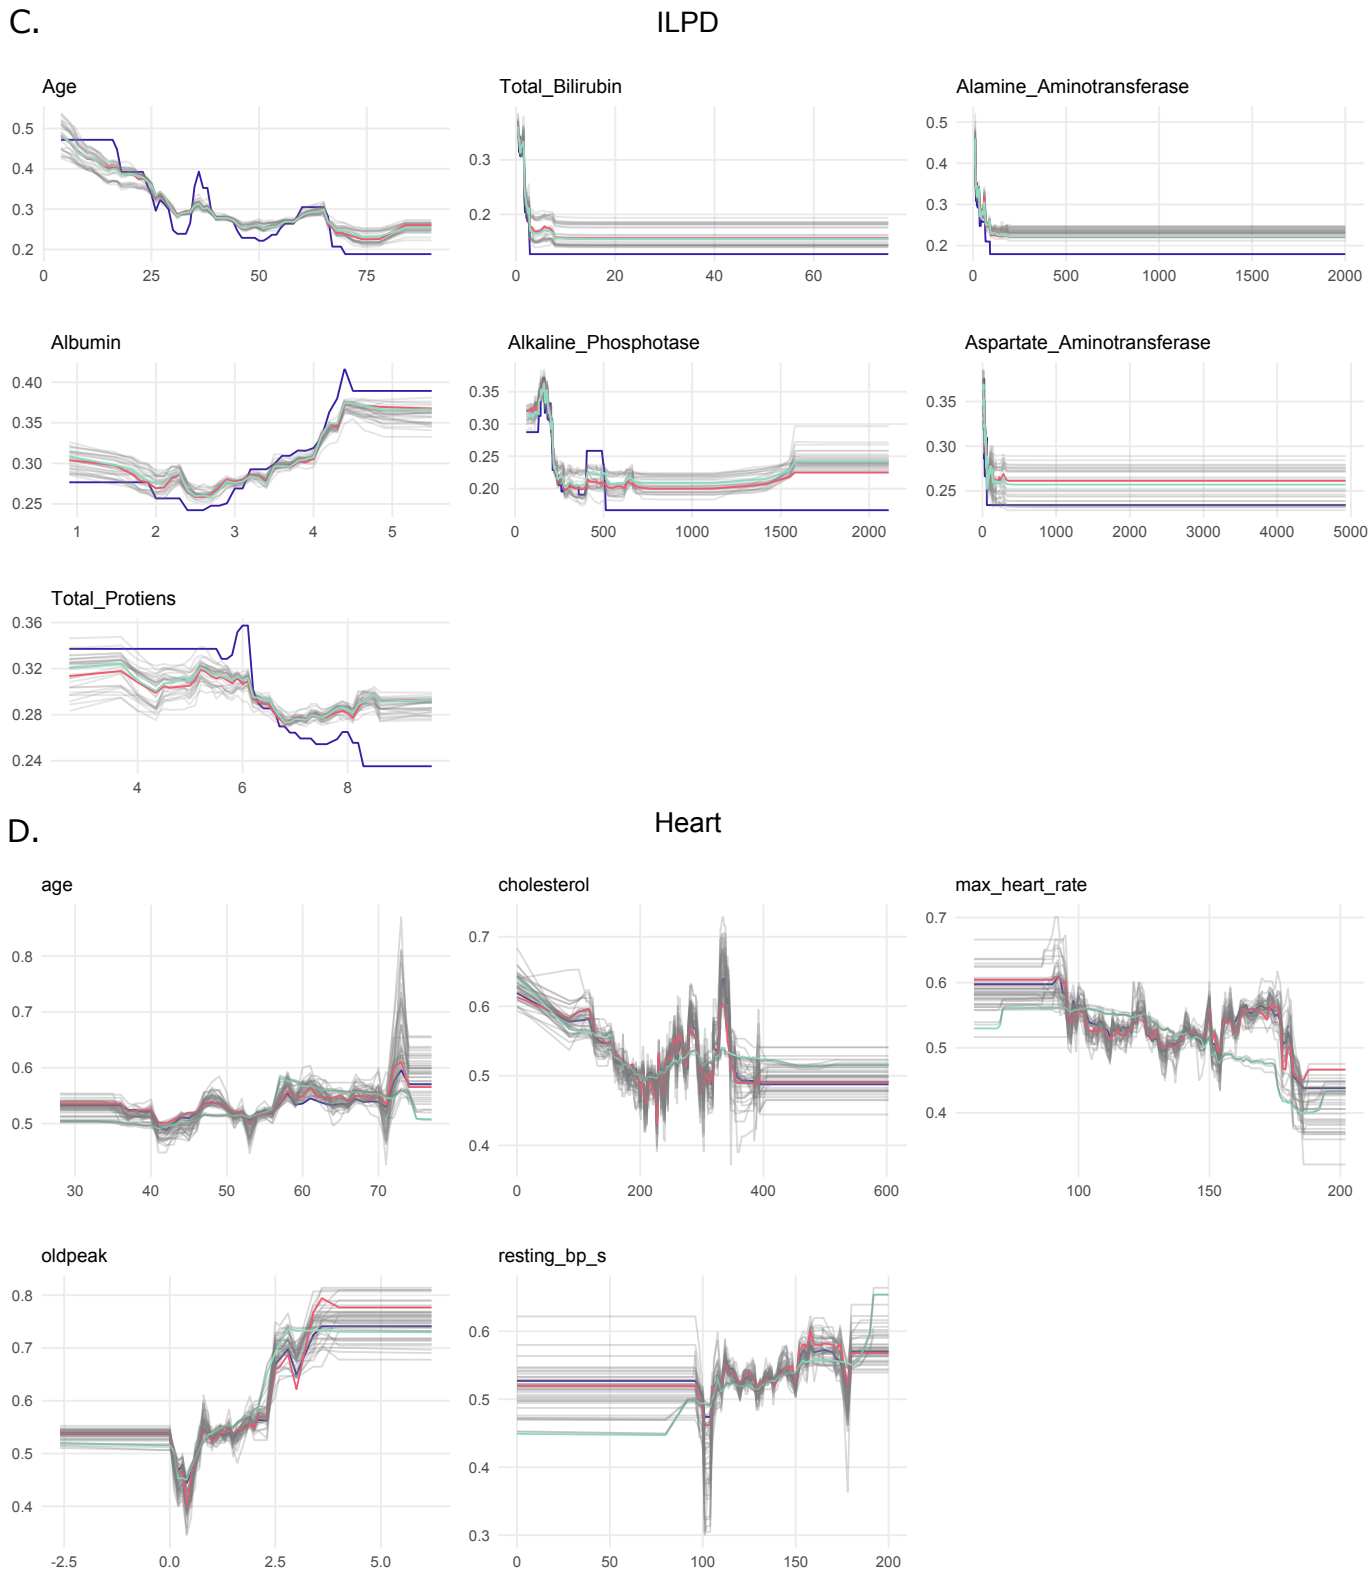 C.
ILPD
Age
Total_Bilirubin
Alamine_Aminotransferase
0.5
0.4
0.3
0.2
0 25 50 75
0.3
0.2
0 20 40 60
0.5
0.4
0.3
0.2
0 500 1000 1500 2000
Albumin
Alkaline_Phosphotase
Aspartate_Aminotransferase
0.40
0.35
0.30
0.25
1 2 3 4 5
0.35
0.30
0.25
0.20
0 500 1000 1500 2000
0.35
0.30
0.25
0 1000 2000 3000 4000 5000
Total_Protiens
0.36
0.32
0.28
0.24
4 6 8
D.
Heart
age
cholesterol
max_heart_rate
0.8
0.7
0.6
0.5
30 40 50 60 70
0.7
0.6
0.5
0.4
0 200 400 600
0.7
0.6
0.5
0.4
100 150 200
oldpeak
resting_bp_s
0.8
0.7
0.6
0.5
0.4
-2.5 0.0 2.5 5.0
0.6
0.5
0.4
0.3
0 50 100 150 200